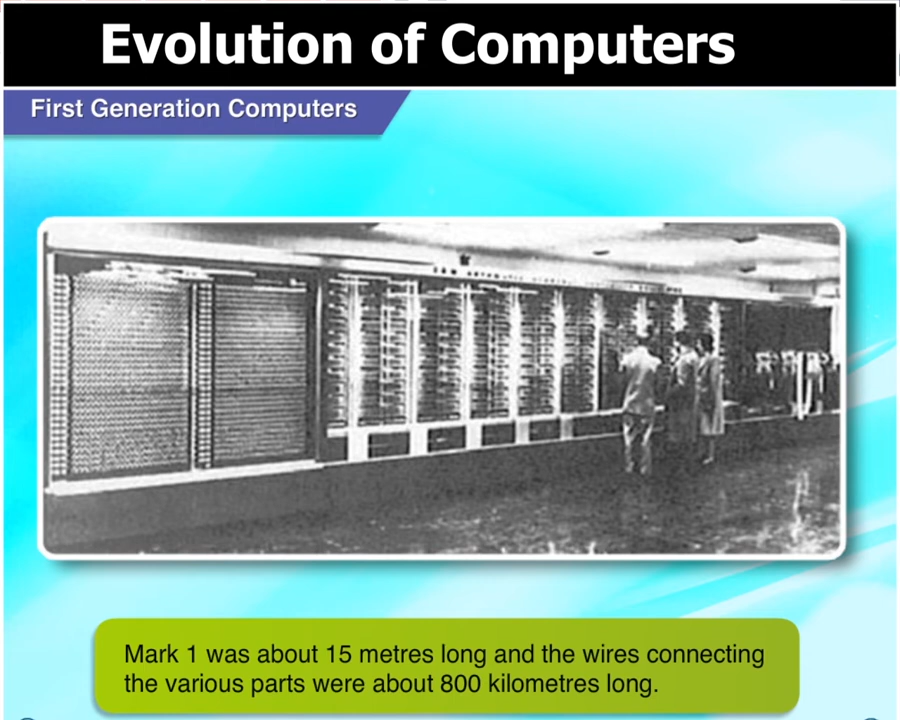 Evolution of Computers
First Generation Computers
Mark 1 was about 15 metres long and the wires connecting
the various parts were about 800 kilometres long.